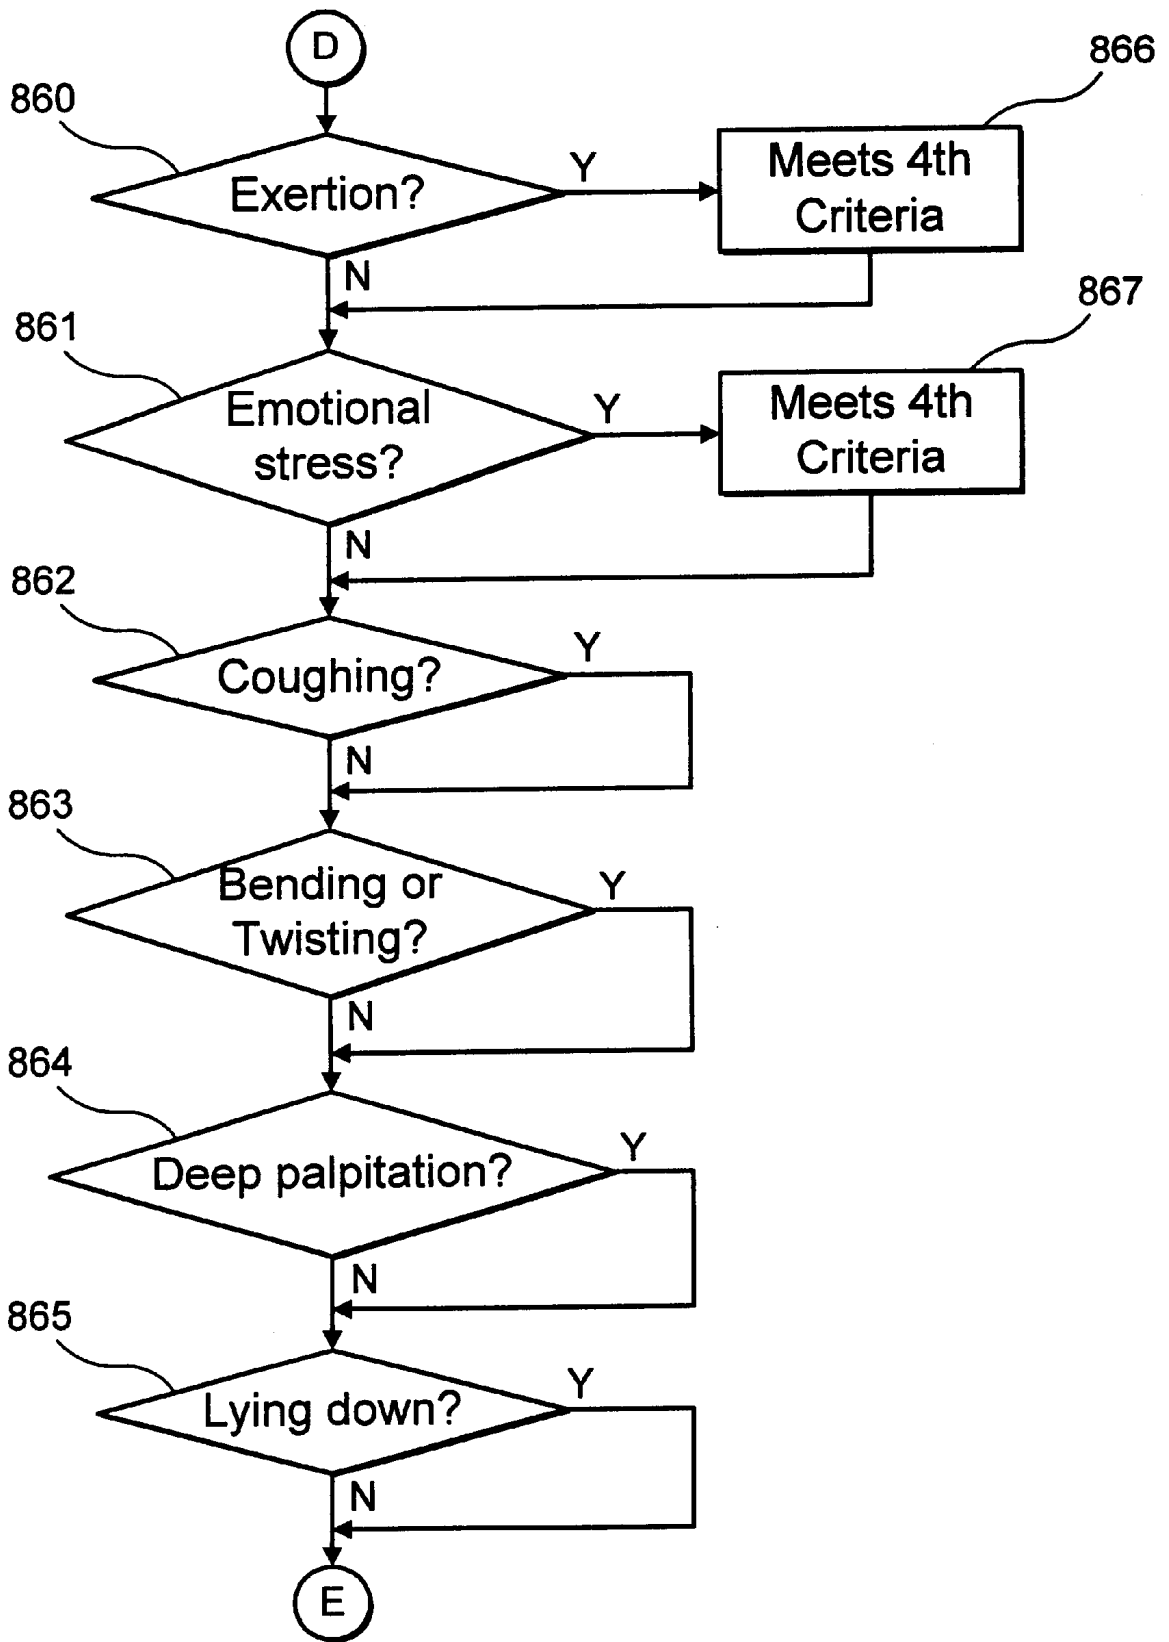 D
860
866
Exertion?
Y
Meets 4th
Criteria
N
861
867
Emotional
stress?
Y
Meets 4th
Criteria
N
862
Coughing?
Y
N
863
Bending or
Twisting?
Y
N
864
Deep palpitation?
Y
N
865
Lying down?
Y
N
E